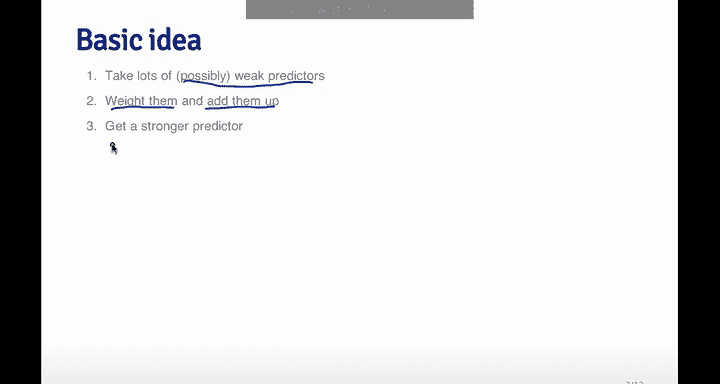 Basic idea
1. Take lots of (possibly) weak predictors
2. Weight them and add them up
3. Get a stronger predictor